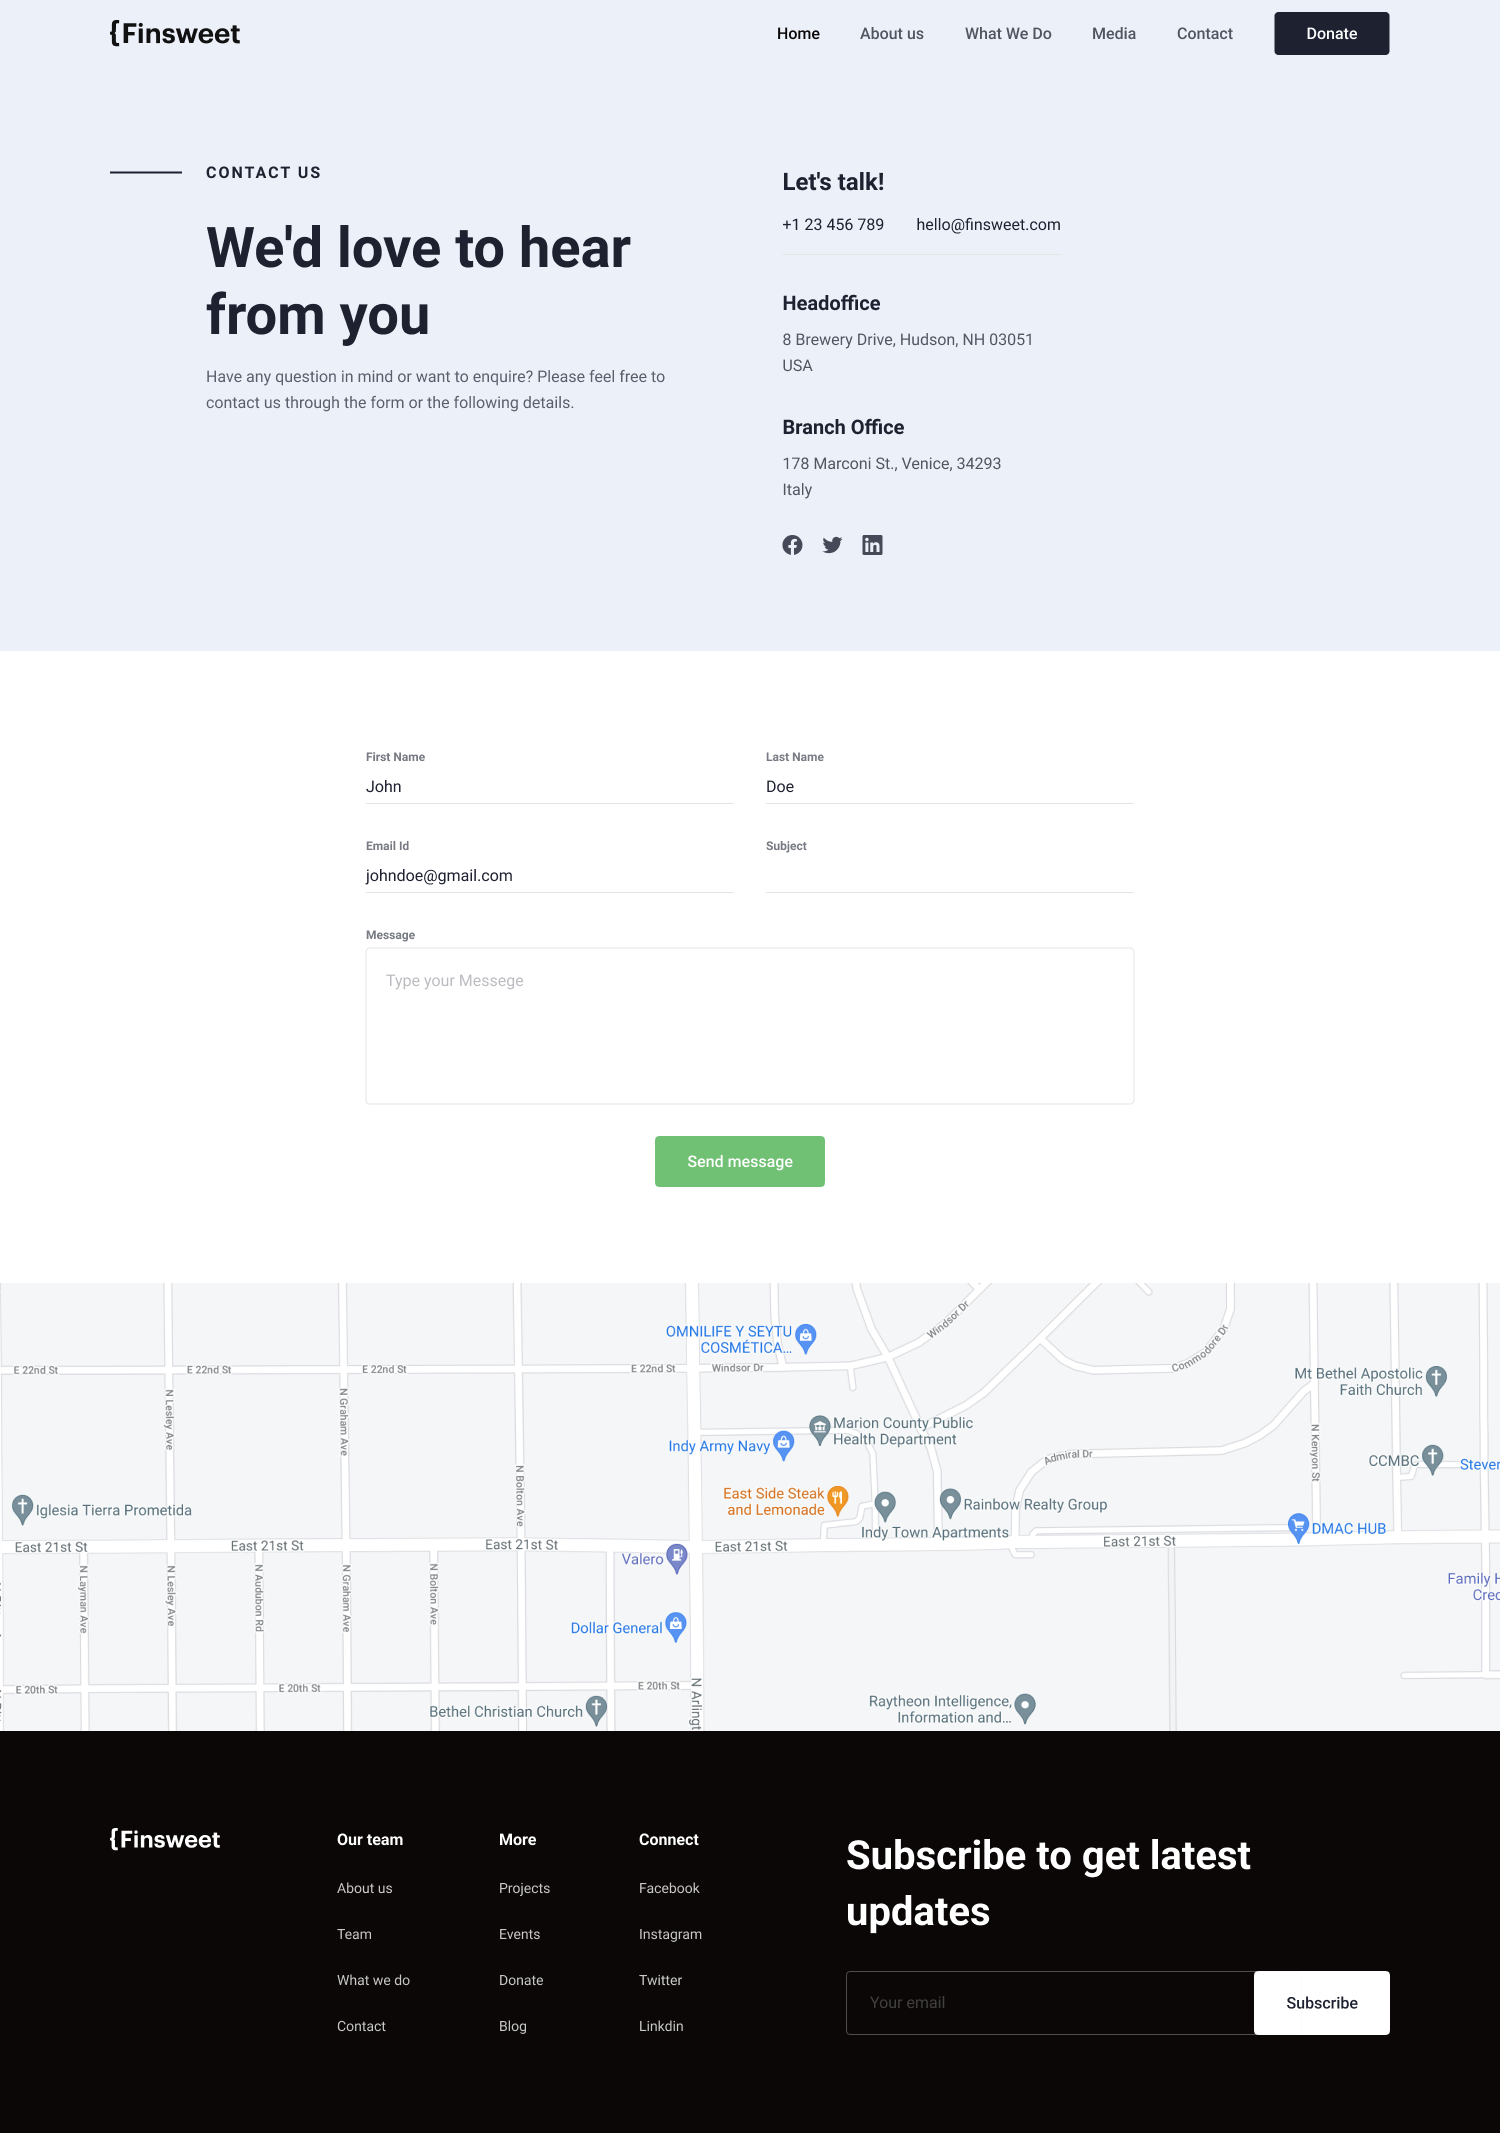 {Finsweet
Home About us What We Do Media Contact Donate
CONTACT US
We'd love to hear
from you
Have any question in mind or want to enquire? Please feel free to
contact us through the form or the following details.
Let's talk!
+1 23 456 789 hello@finsweet.com
Headoffice
8 Brewery Drive, Hudson, NH 03051
USA
Branch Office
178 Marconi St., Venice, 34293
Italy
First Name
John
Last Name
Doe
Email Id
johndoe@gmail.com
Subject
Message
Type your Messege
Send message
Windsor Dr
OMNILIFE Y SEYTU
COSMÉTICA...
Commodore Dr
E 22nd St
E 22nd St
E 22nd St
E 22nd St
Windsor Dr
Mt Bethel Apostolic
Faith Church
N Lesley Ave
N Graham Ave
Marion County Public
Health Department
Indy Army Navy
N Kenyon St
Admiral Dr
CCMBC
Stever
N Bolton Ave
East Side Steak
and Lemonade
Iglesia Tierra Prometida
Rainbow Realty Group
Indy Town Apartments
DMAC HUB
East 21st St
East 21st St
East 21st St
East 21st St
East 21st St
Valero
N Layman Ave
N Lesley Ave
N Audubon Rd
N Graham Ave
N Bolton Ave
Family H
Cred
Dollar General
E 20th St
E 20th St
E 20th St
N Arlingt
Bethel Christian Church
Raytheon Intelligence,
Information and...
{Finsweet
Our team
About us
Team
What we do
Contact
More
Projects
Events
Donate
Blog
Connect
Facebook
Instagram
Twitter
Linkdin
Subscribe to get latest
updates
Your email
Subscribe